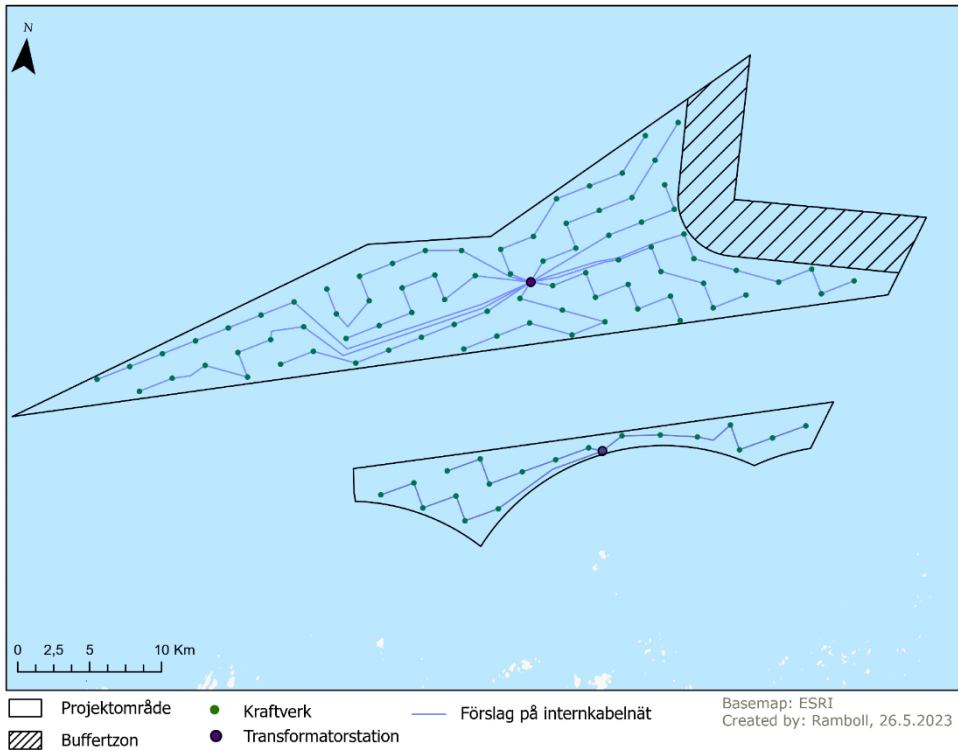 N
0 2,5 5 10 Km
Projektområde
Kraftverk
Förslag på internkabelnät
Buffertzon
Transformatorstation
Basemap: ESRI
Created by: Ramboll, 26.5.2023